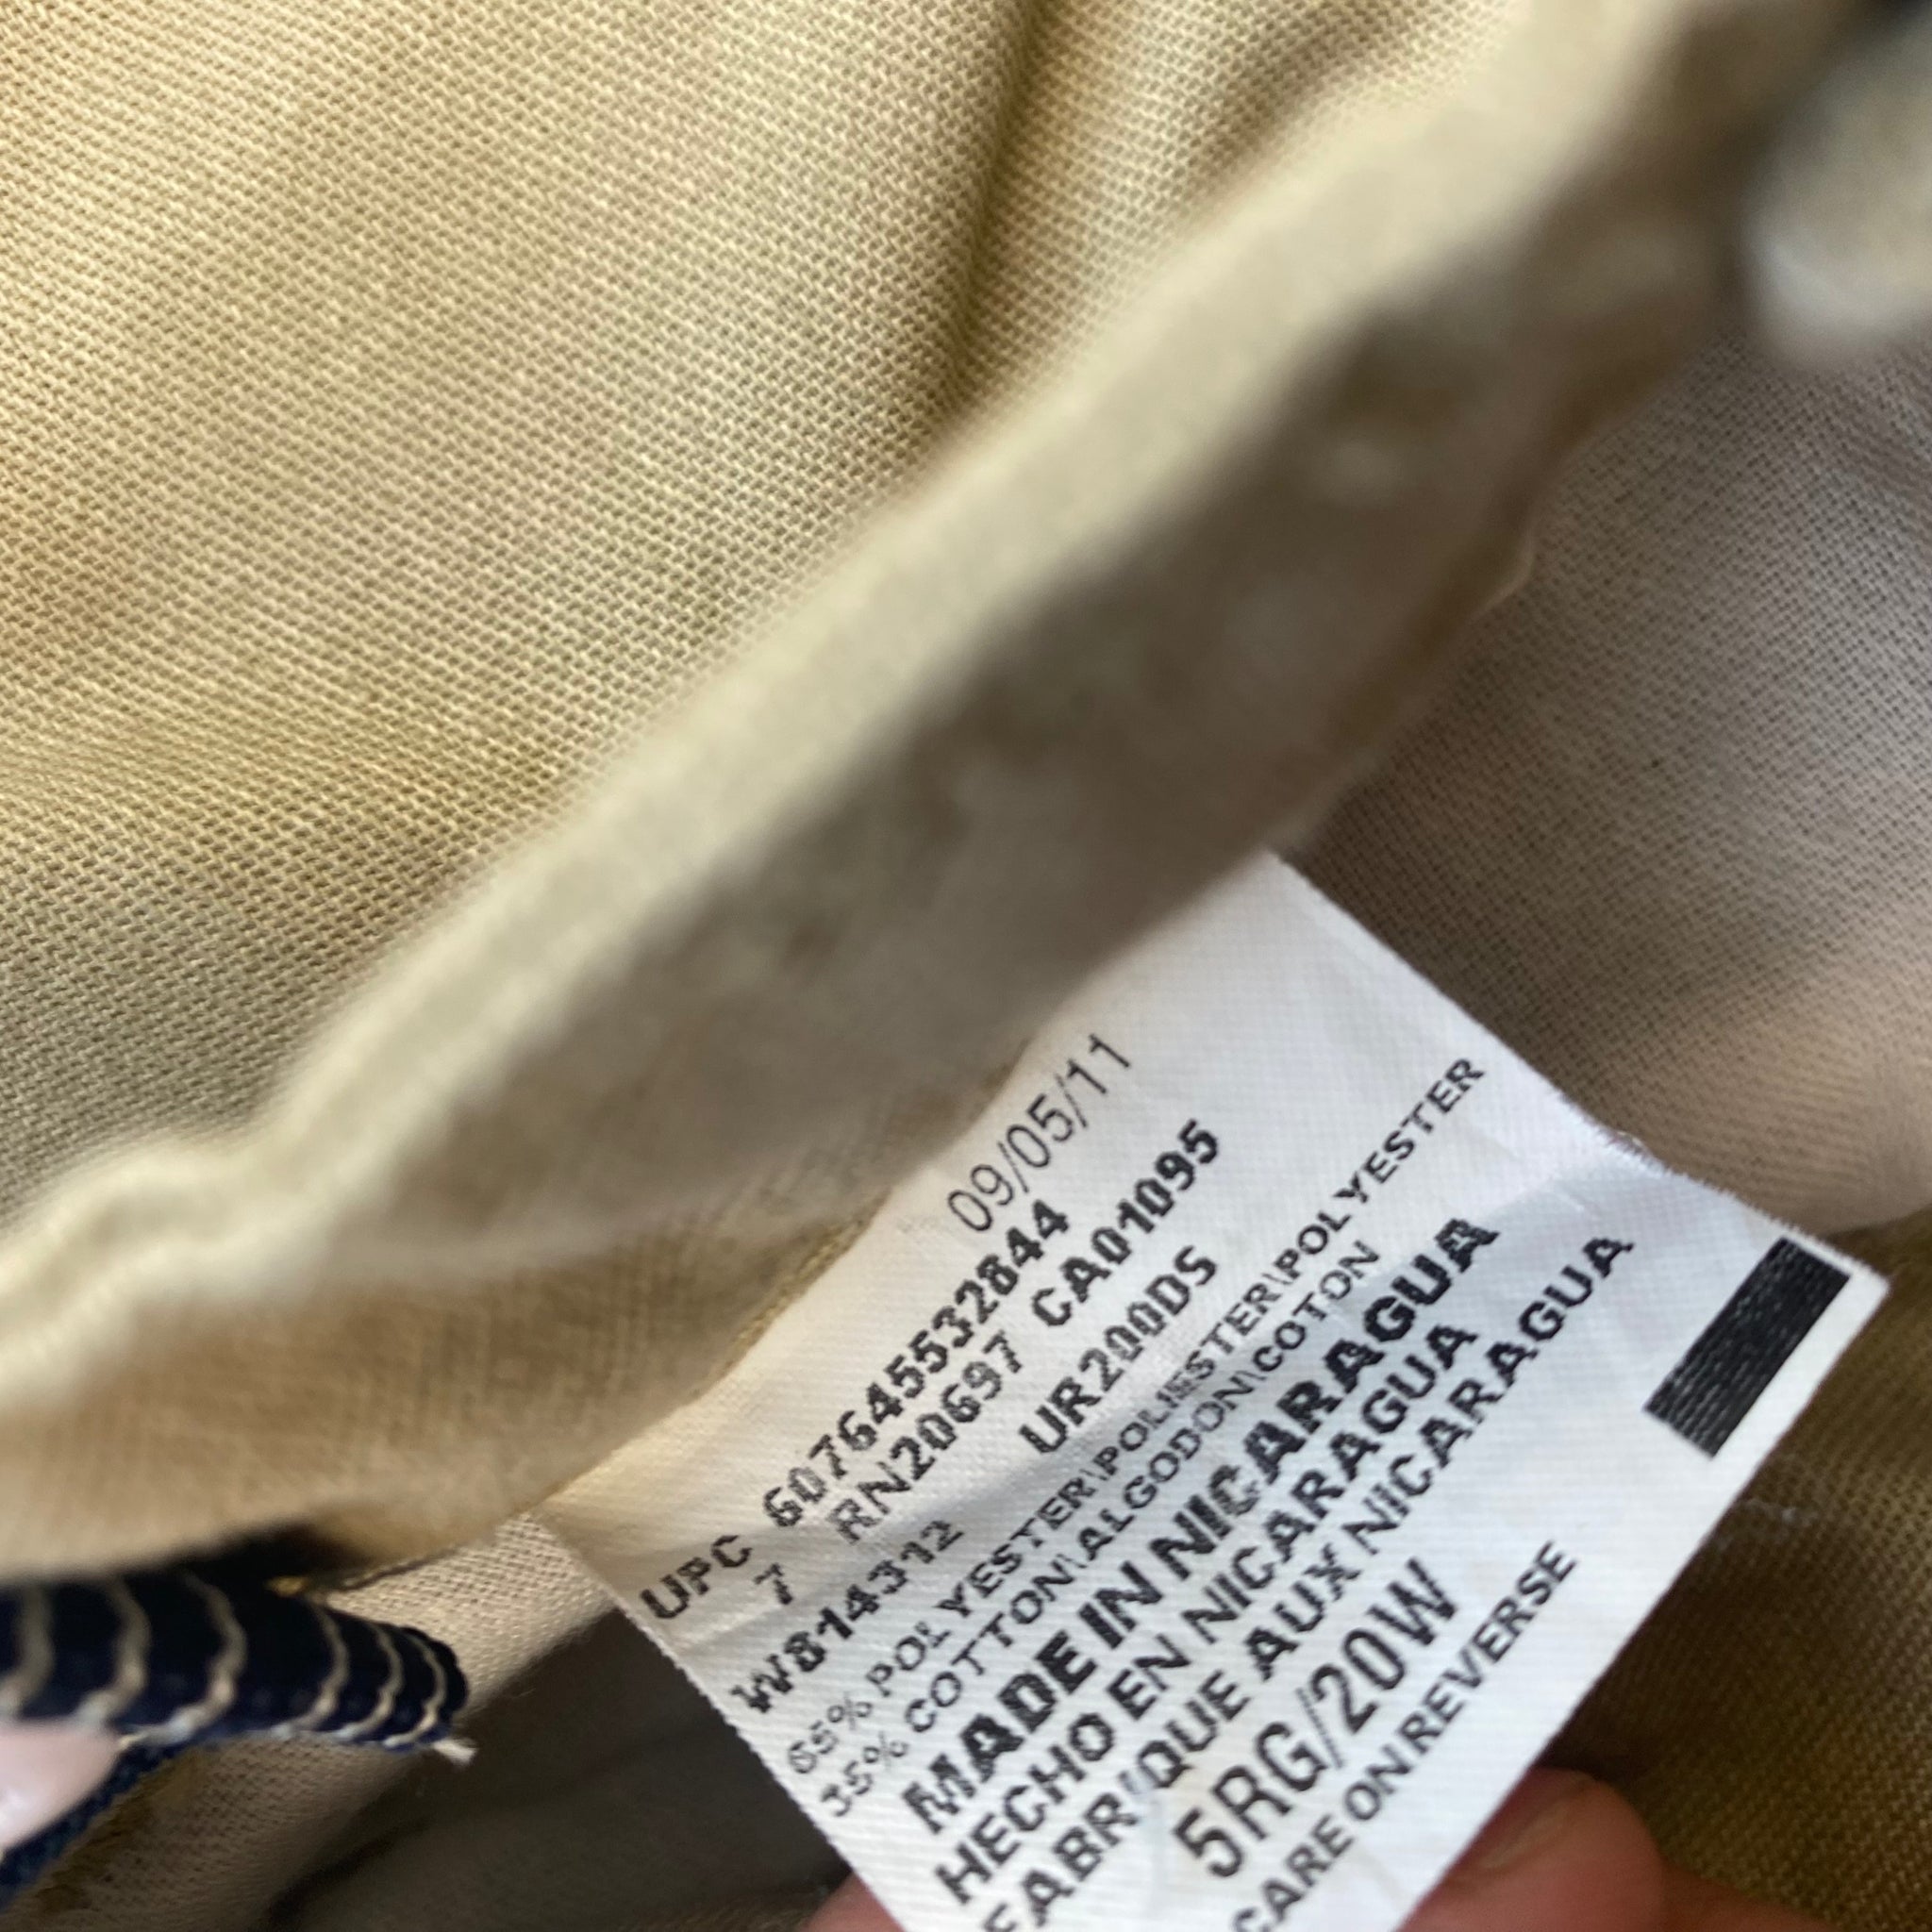 09/05/11
UPC 607645532844
7 RN20697 CA01095
W814312 UR200DS
65% POLYESTER\POLIESTER\POLYESTER
35% COTTON\ALGODON\COTON
MADE IN NICARAGUA
HECHO EN NICARAGUA
FABRIQUE AUX NICARAGUA
5RG/20W
CARE ON REVERSE